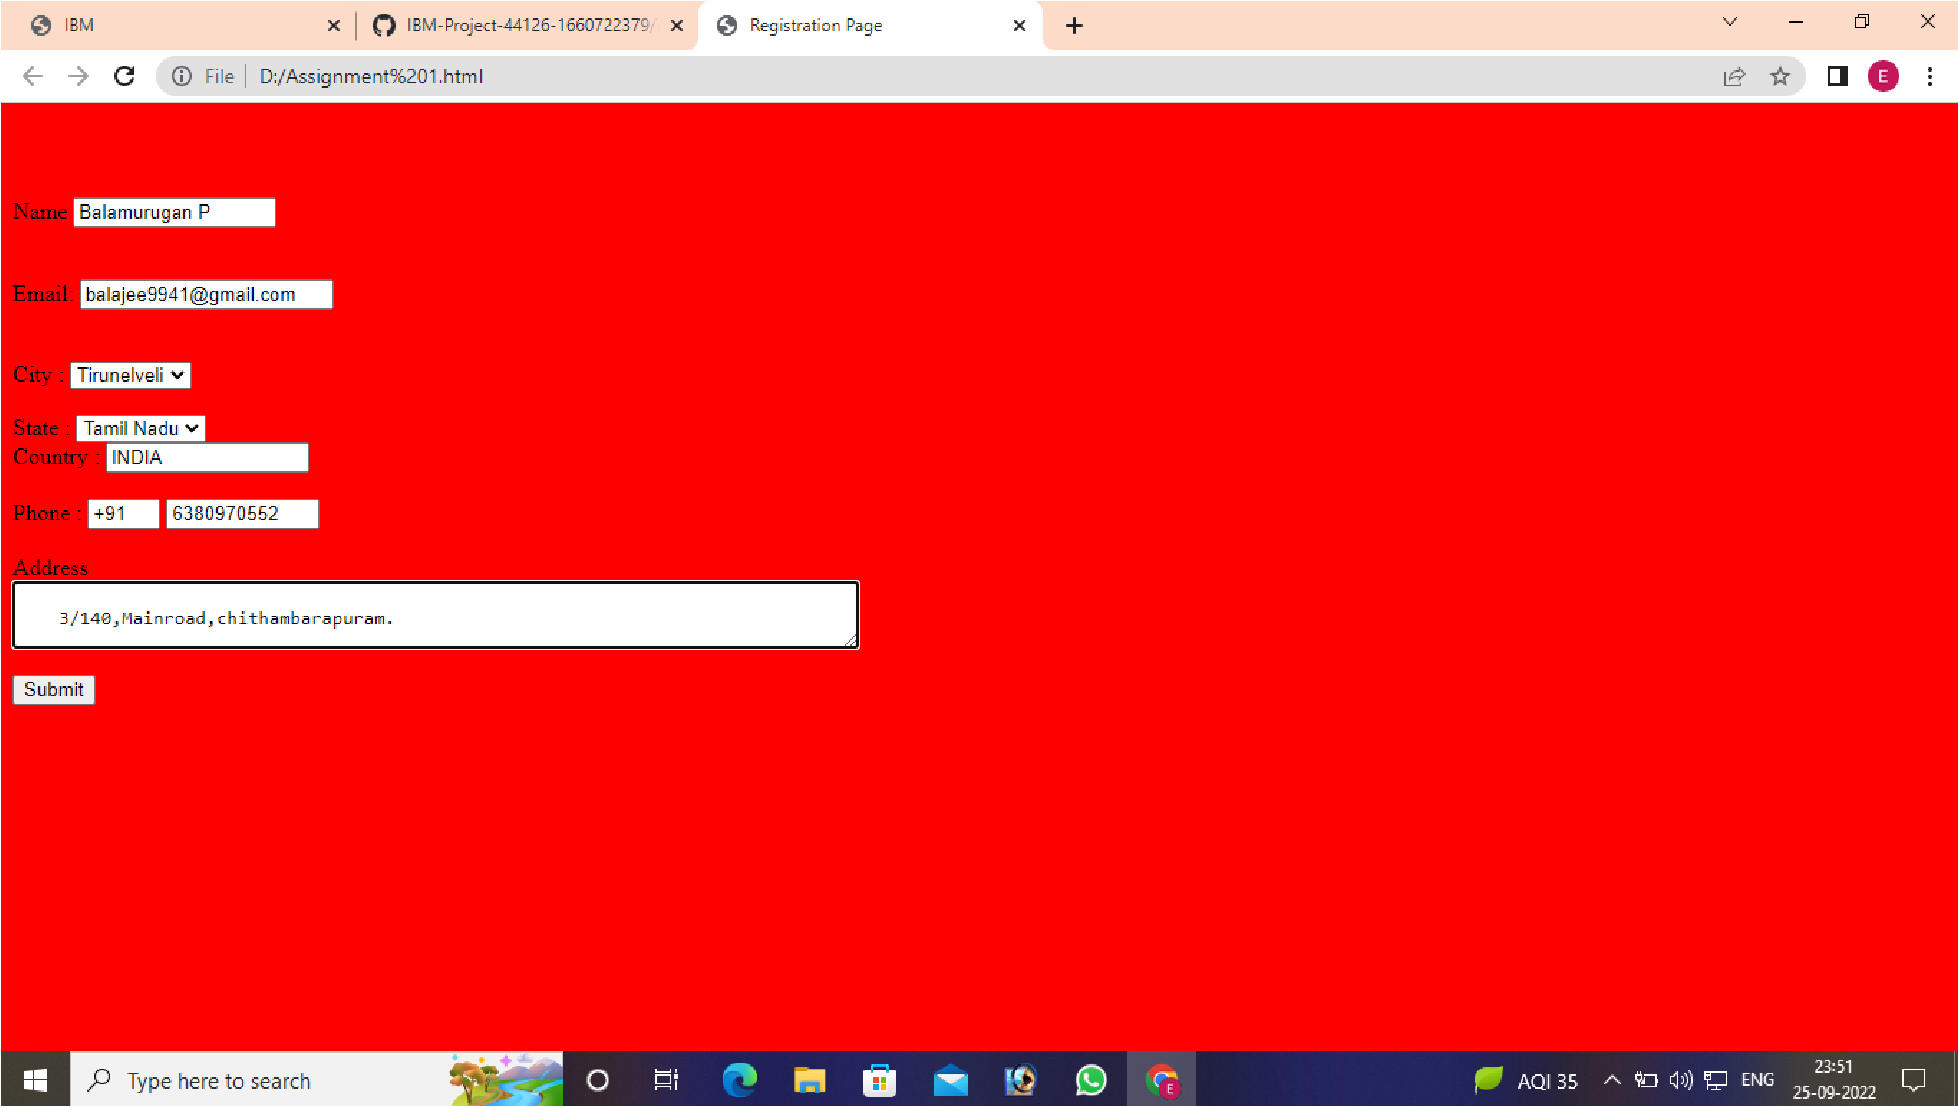 IBM
IBM-Project-44126-1660722379/
Registration Page
File D:/Assignment%201.html
E
Name Balamurugan P
Email: balajee9941@gmail.com
City : Tirunelveli
State : Tamil Nadu
Country : INDIA
Phone : +91 6380970552
Address
3/140,Mainroad,chithambarapuram.
Submit
Type here to search
E
AQI 35
ENG
23:51
25-09-2022